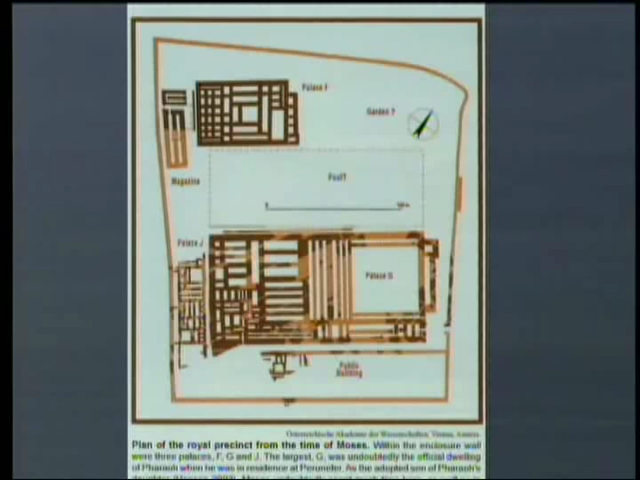 Palace F
Garden ?
Magazine
Pool?
0
Palace J
Palace G
Public
Building
Österreichische Akademie der Wissenschaften, Vienna, Austria.
Plan of the royal precinct from the time of Moses. Within the enclosure wall
were three palaces, F, G and J. The largest, G, was undoubtedly the official dwelling
of Pharaoh when he was in residence at Perunefer. As the adopted son of Pharaoh's